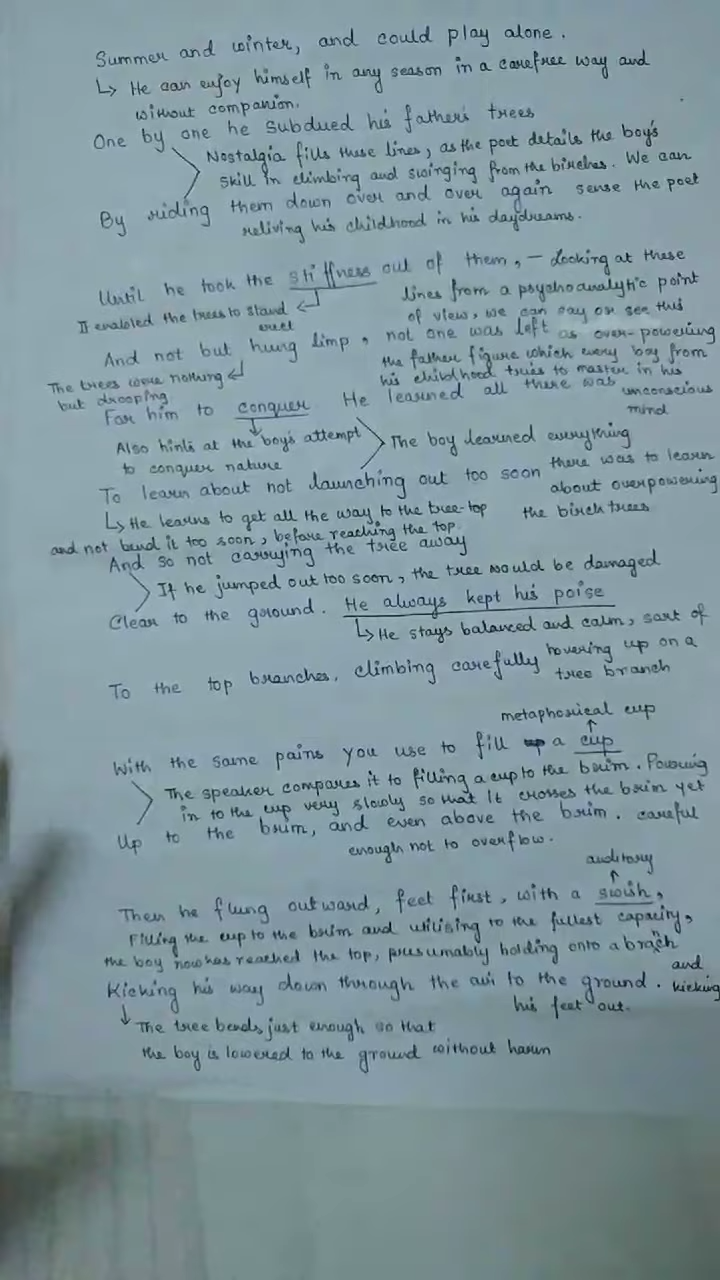 Summer and winter, and could play alone.
↳ He can enjoy himself in any season in a carefree way and
without companion.
One by one he subdued his father's trees
Nostalgia fills these lines, as the poet details the boy's
skill in climbing and swinging from the birches. We can
By riding them down over and over again sense the poet
reliving his childhood in his daydreams.
Until he took the stiffness out of them, – Looking at these
It enabled the trees to stand erect
lines from a psychoanalytic point
of view, we can say or see this
And not but hung limp, not one was left as over-powering
The trees were nothing but drooping
the father figure which every boy from
his childhood tries to master in his
unconscious mind
For him to conquer He learned all there was
Also hints at the boy's attempt to conquer nature
The boy learned everything
there was to learn
about overpowering
the birch trees
To learn about not launching out too soon
↳ He learns to get all the way to the tree-top
and not bend it too soon, before reaching the top.
And so not carrying the tree away
If he jumped out too soon, the tree would be damaged
Clear to the ground. He always kept his poise
↳ He stays balanced and calm, sort of
hovering up on a
tree branch
To the top branches, climbing carefully
metaphorical cup
With the same pains you use to fill a cup
The speaker compares it to filling a cup to the brim. Pouring
in to the cup very slowly so that it crosses the brim yet
Up to the brim, and even above the brim. careful
enough not to overflow.
auditory
Then he flung outward, feet first, with a swish,
Filling the cup to the brim and utilising to the fullest capacity,
the boy now has reached the top, presumably holding onto a branch
and kicking
his feet out.
Kicking his way down through the air to the ground.
↓ The tree bends just enough so that
the boy is lowered to the ground without harm